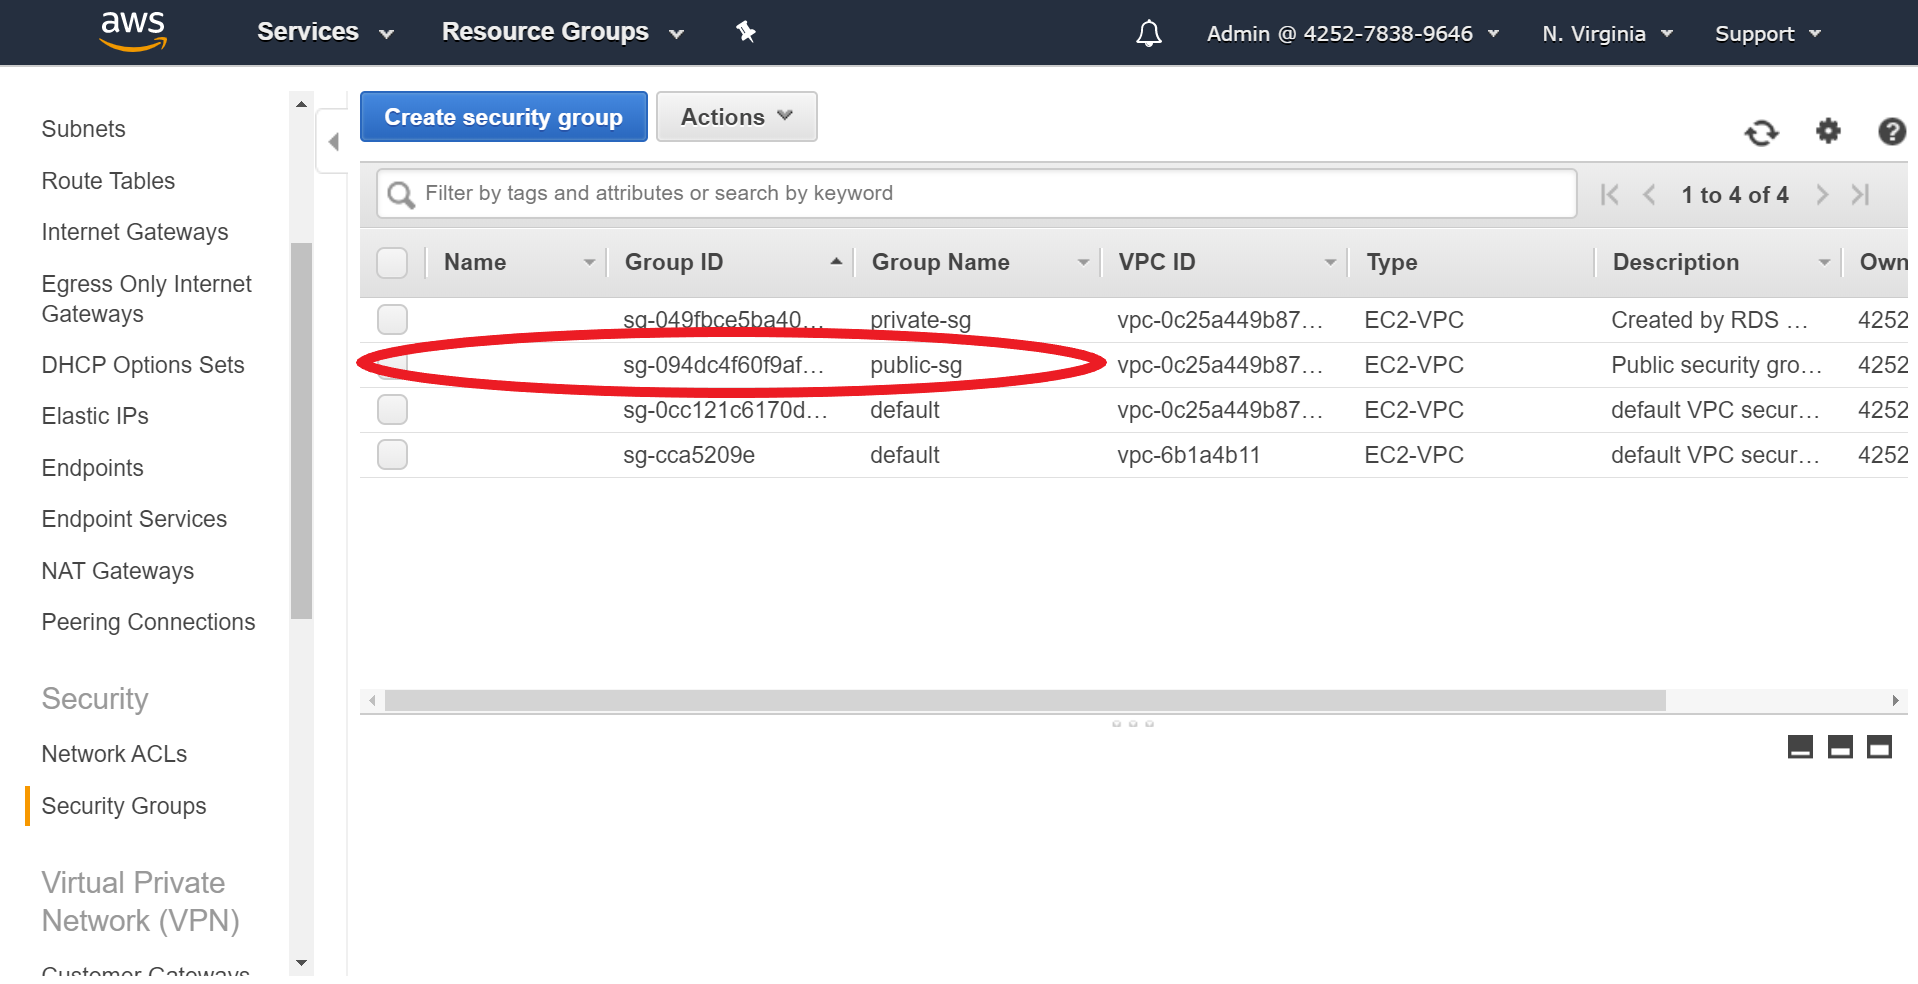 aws Services Resource Groups Admin @ 4252-7838-9646 N. Virginia Support
Subnets
Route Tables
Internet Gateways
Egress Only Internet
Gateways
DHCP Options Sets
Elastic IPs
Endpoints
Endpoint Services
NAT Gateways
Peering Connections
Security
Network ACLs
Security Groups
Virtual Private
Network (VPN)
Customer Gateways
Create security group Actions
Filter by tags and attributes or search by keyword 1 to 4 of 4
Name Group ID Group Name VPC ID Type Description Own
sg-049fbce5ba40... private-sg vpc-0c25a449b87... EC2-VPC Created by RDS ... 4252
sg-094dc4f60f9af... public-sg vpc-0c25a449b87... EC2-VPC Public security gro... 4252
sg-0cc121c6170d... default vpc-0c25a449b87... EC2-VPC default VPC secur... 4252
sg-cca5209e default vpc-6b1a4b11 EC2-VPC default VPC secur... 4252